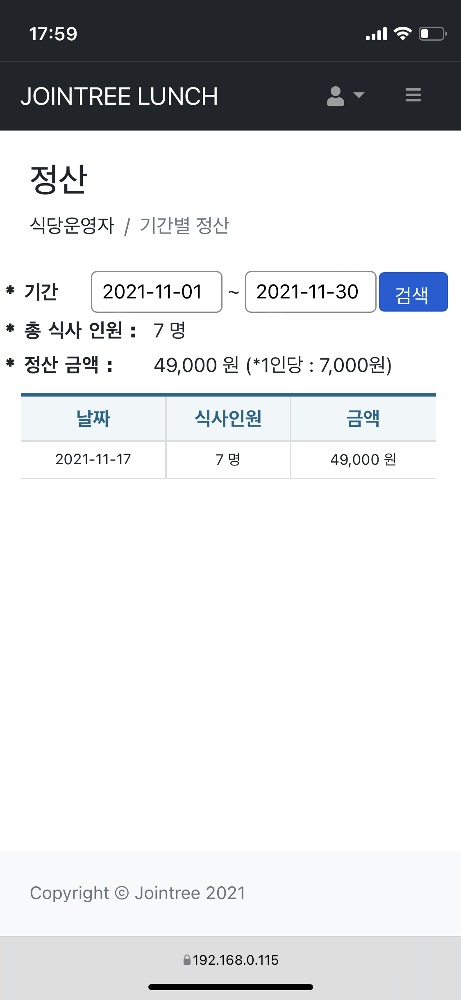 17:59
JOINTREE LUNCH
정산
식당운영자 / 기간별 정산
* 기간 2021-11-01 ~ 2021-11-30 검색
* 총 식사 인원 : 7 명
* 정산 금액 : 49,000 원 (*1인당 : 7,000원)
날짜 식사인원 금액
2021-11-17 7 명 49,000 원
Copyright © Jointree 2021
192.168.0.115